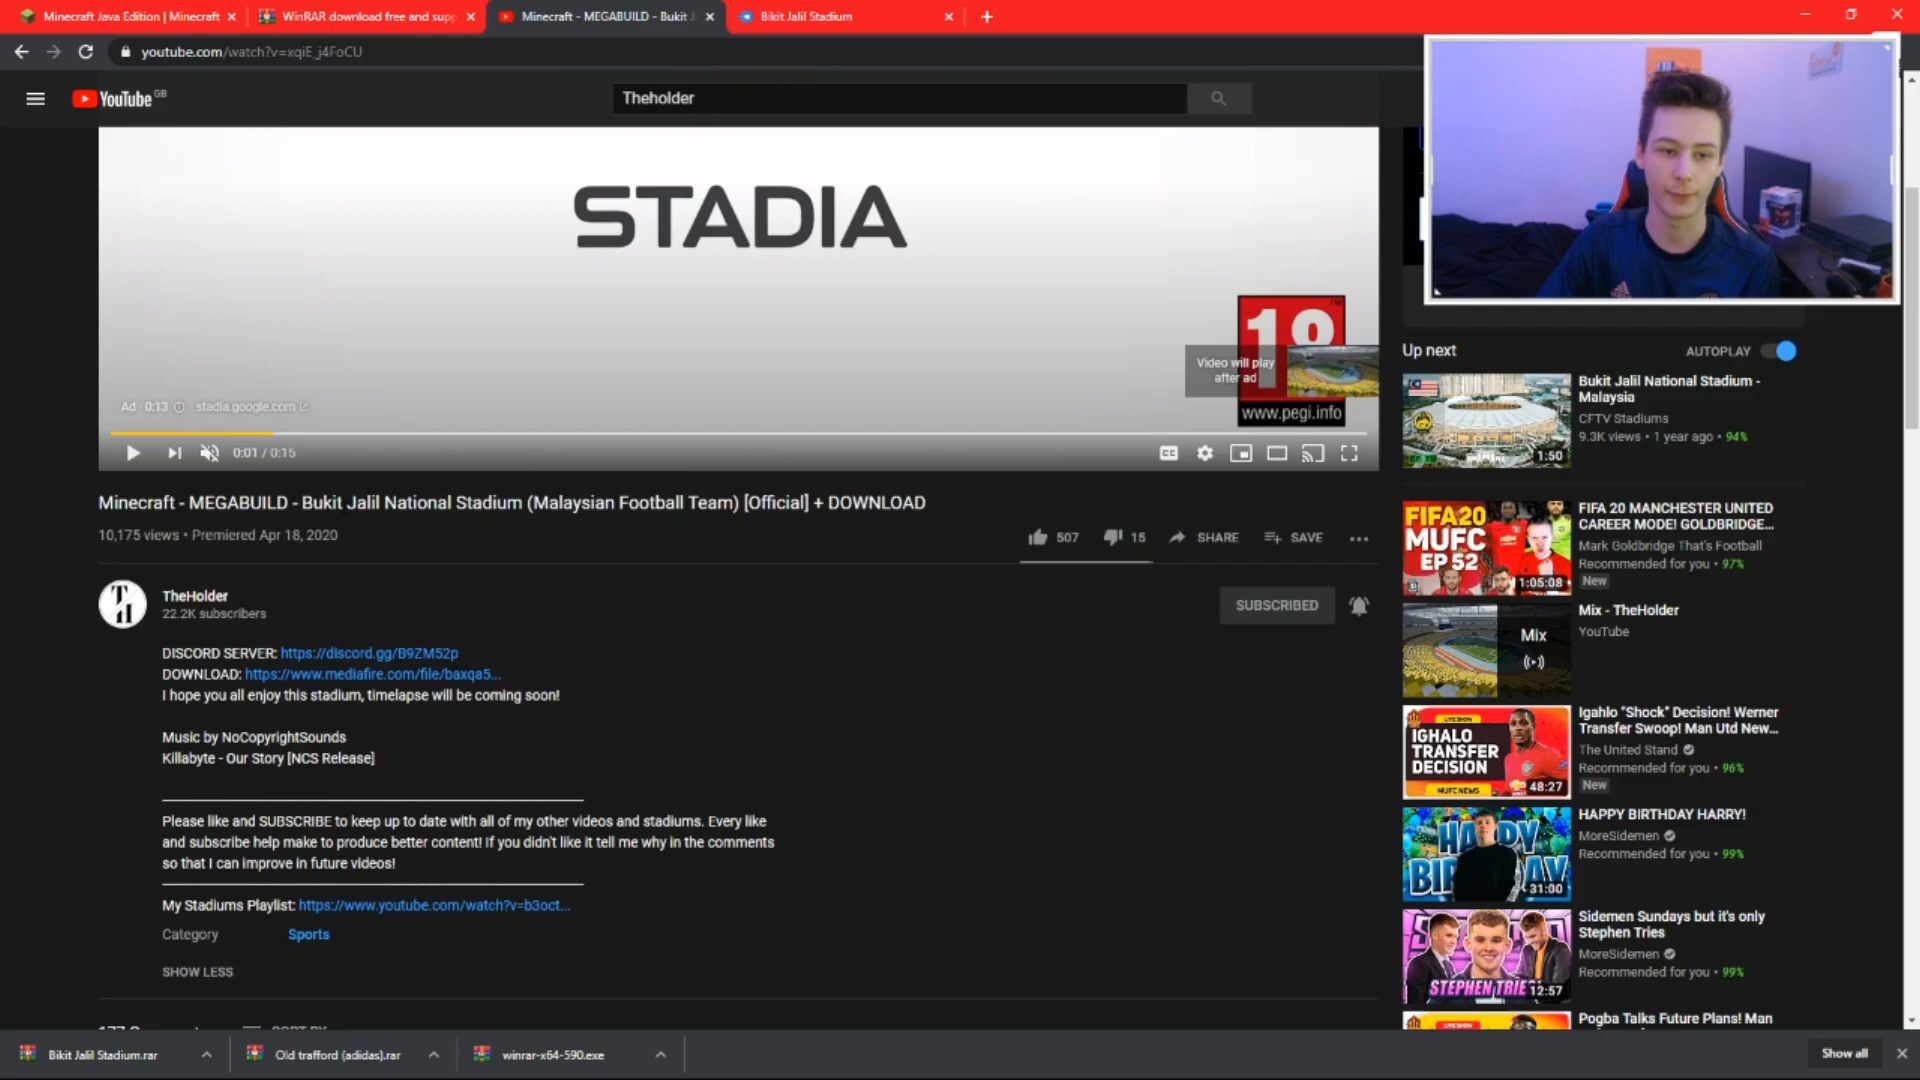 Minecraft Java Edition | Minecraft
WinRAR download free and supp
Minecraft - MEGABUILD - Bukit J
Bikit Jalil Stadium
youtube.com/watch?v=xqiE_j4FoCU
YouTube GB
Theholder
STADIA
18
www.pegi.info
Video will play
after ad
Ad · 0:13
stadia.google.com
0:01 / 0:15
Minecraft - MEGABUILD - Bukit Jalil National Stadium (Malaysian Football Team) [Official] + DOWNLOAD
10,175 views • Premiered Apr 18, 2020
507
15
SHARE
SAVE
TH
TheHolder
22.2K subscribers
SUBSCRIBED
DISCORD SERVER: https://discord.gg/B9ZM52p
DOWNLOAD: https://www.mediafire.com/file/baxqa5...
I hope you all enjoy this stadium, timelapse will be coming soon!
Music by NoCopyrightSounds
Killabyte - Our Story [NCS Release]
Please like and SUBSCRIBE to keep up to date with all of my other videos and stadiums. Every like
and subscribe help make to produce better content! If you didn't like it tell me why in the comments
so that I can improve in future videos!
My Stadiums Playlist: https://www.youtube.com/watch?v=b3oct...
Category
Sports
SHOW LESS
Up next
AUTOPLAY
Bukit Jalil National Stadium -
Malaysia
CFTV Stadiums
9.3K views • 1 year ago • 94%
1:50
FIFA20
MUFC
EP 52
1:05:08
FIFA 20 MANCHESTER UNITED
CAREER MODE! GOLDBRIDGE...
Mark Goldbridge That's Football
Recommended for you • 97%
New
Mix
Mix - TheHolder
YouTube
IGHALO
TRANSFER
DECISION
MUFC NEWS
48:27
Igahlo "Shock" Decision! Werner
Transfer Swoop! Man Utd New...
The United Stand
Recommended for you • 96%
New
31:00
HAPPY BIRTHDAY HARRY!
MoreSidemen
Recommended for you • 99%
STEPHEN TRIE
12:57
Sidemen Sundays but it's only
Stephen Tries
MoreSidemen
Recommended for you • 99%
Pogba Talks Future Plans! Man
Bikit Jalil Stadium.rar
Old trafford (adidas).rar
winrar-x64-590.exe
Show all